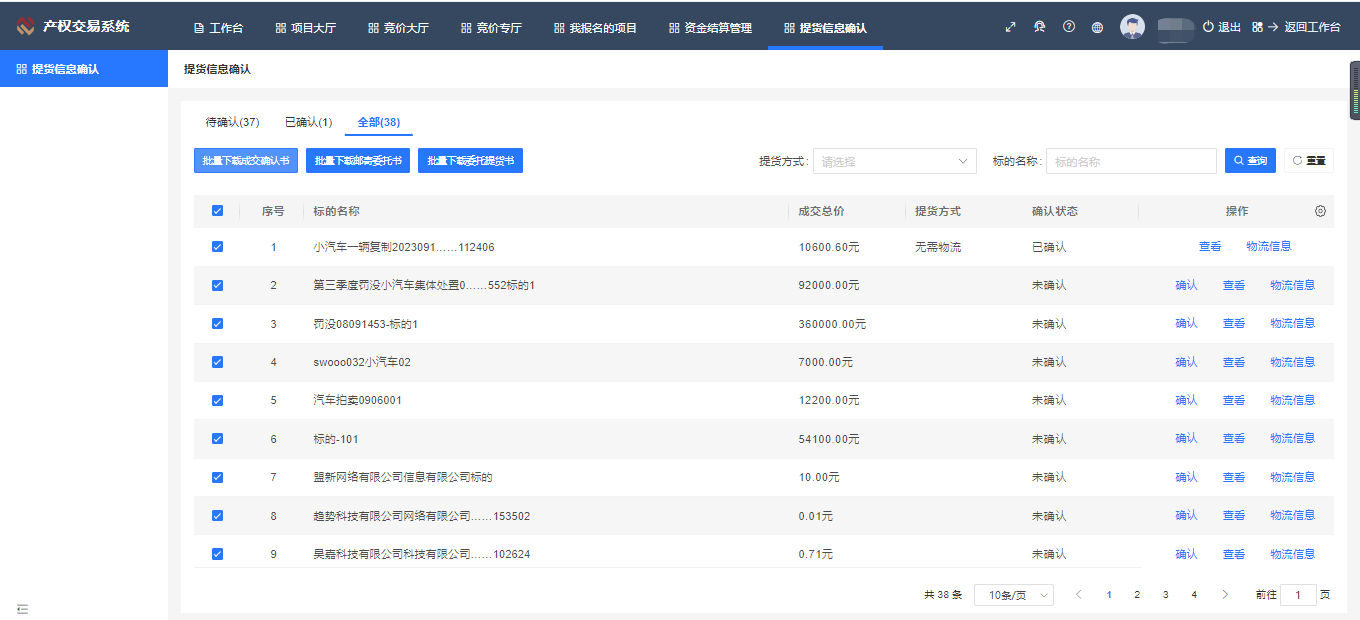 产权交易系统 工作台 项目大厅 竞价大厅 竞价专厅 我报名的项目 资金结算管理 提货信息确认 退出 返回工作台
提货信息确认 提货信息确认
待确认(37) 已确认(1) 全部(38)
批量下载成交确认书 批量下载邮寄委托书 批量下载委托提货书 提货方式: 请选择 标的名称: 标的名称 查询 重置
序号 标的名称 成交总价 提货方式 确认状态 操作
1 小汽车一辆复制2023091……112406 10600.60元 无需物流 已确认 查看 物流信息
2 第三季度罚没小汽车集体处置0……552标的1 92000.00元 未确认 确认 查看 物流信息
3 罚没08091453-标的1 360000.00元 未确认 确认 查看 物流信息
4 swooo032小汽车02 7000.00元 未确认 确认 查看 物流信息
5 汽车拍卖0906001 12200.00元 未确认 确认 查看 物流信息
6 标的-101 54100.00元 未确认 确认 查看 物流信息
7 盟新网络有限公司信息有限公司标的 10.00元 未确认 确认 查看 物流信息
8 趋势科技有限公司网络有限公司……153502 0.01元 未确认 确认 查看 物流信息
9 昊嘉科技有限公司科技有限公司……102624 0.71元 未确认 确认 查看 物流信息
共 38 条 10条/页 1 2 3 4 前往 1 页